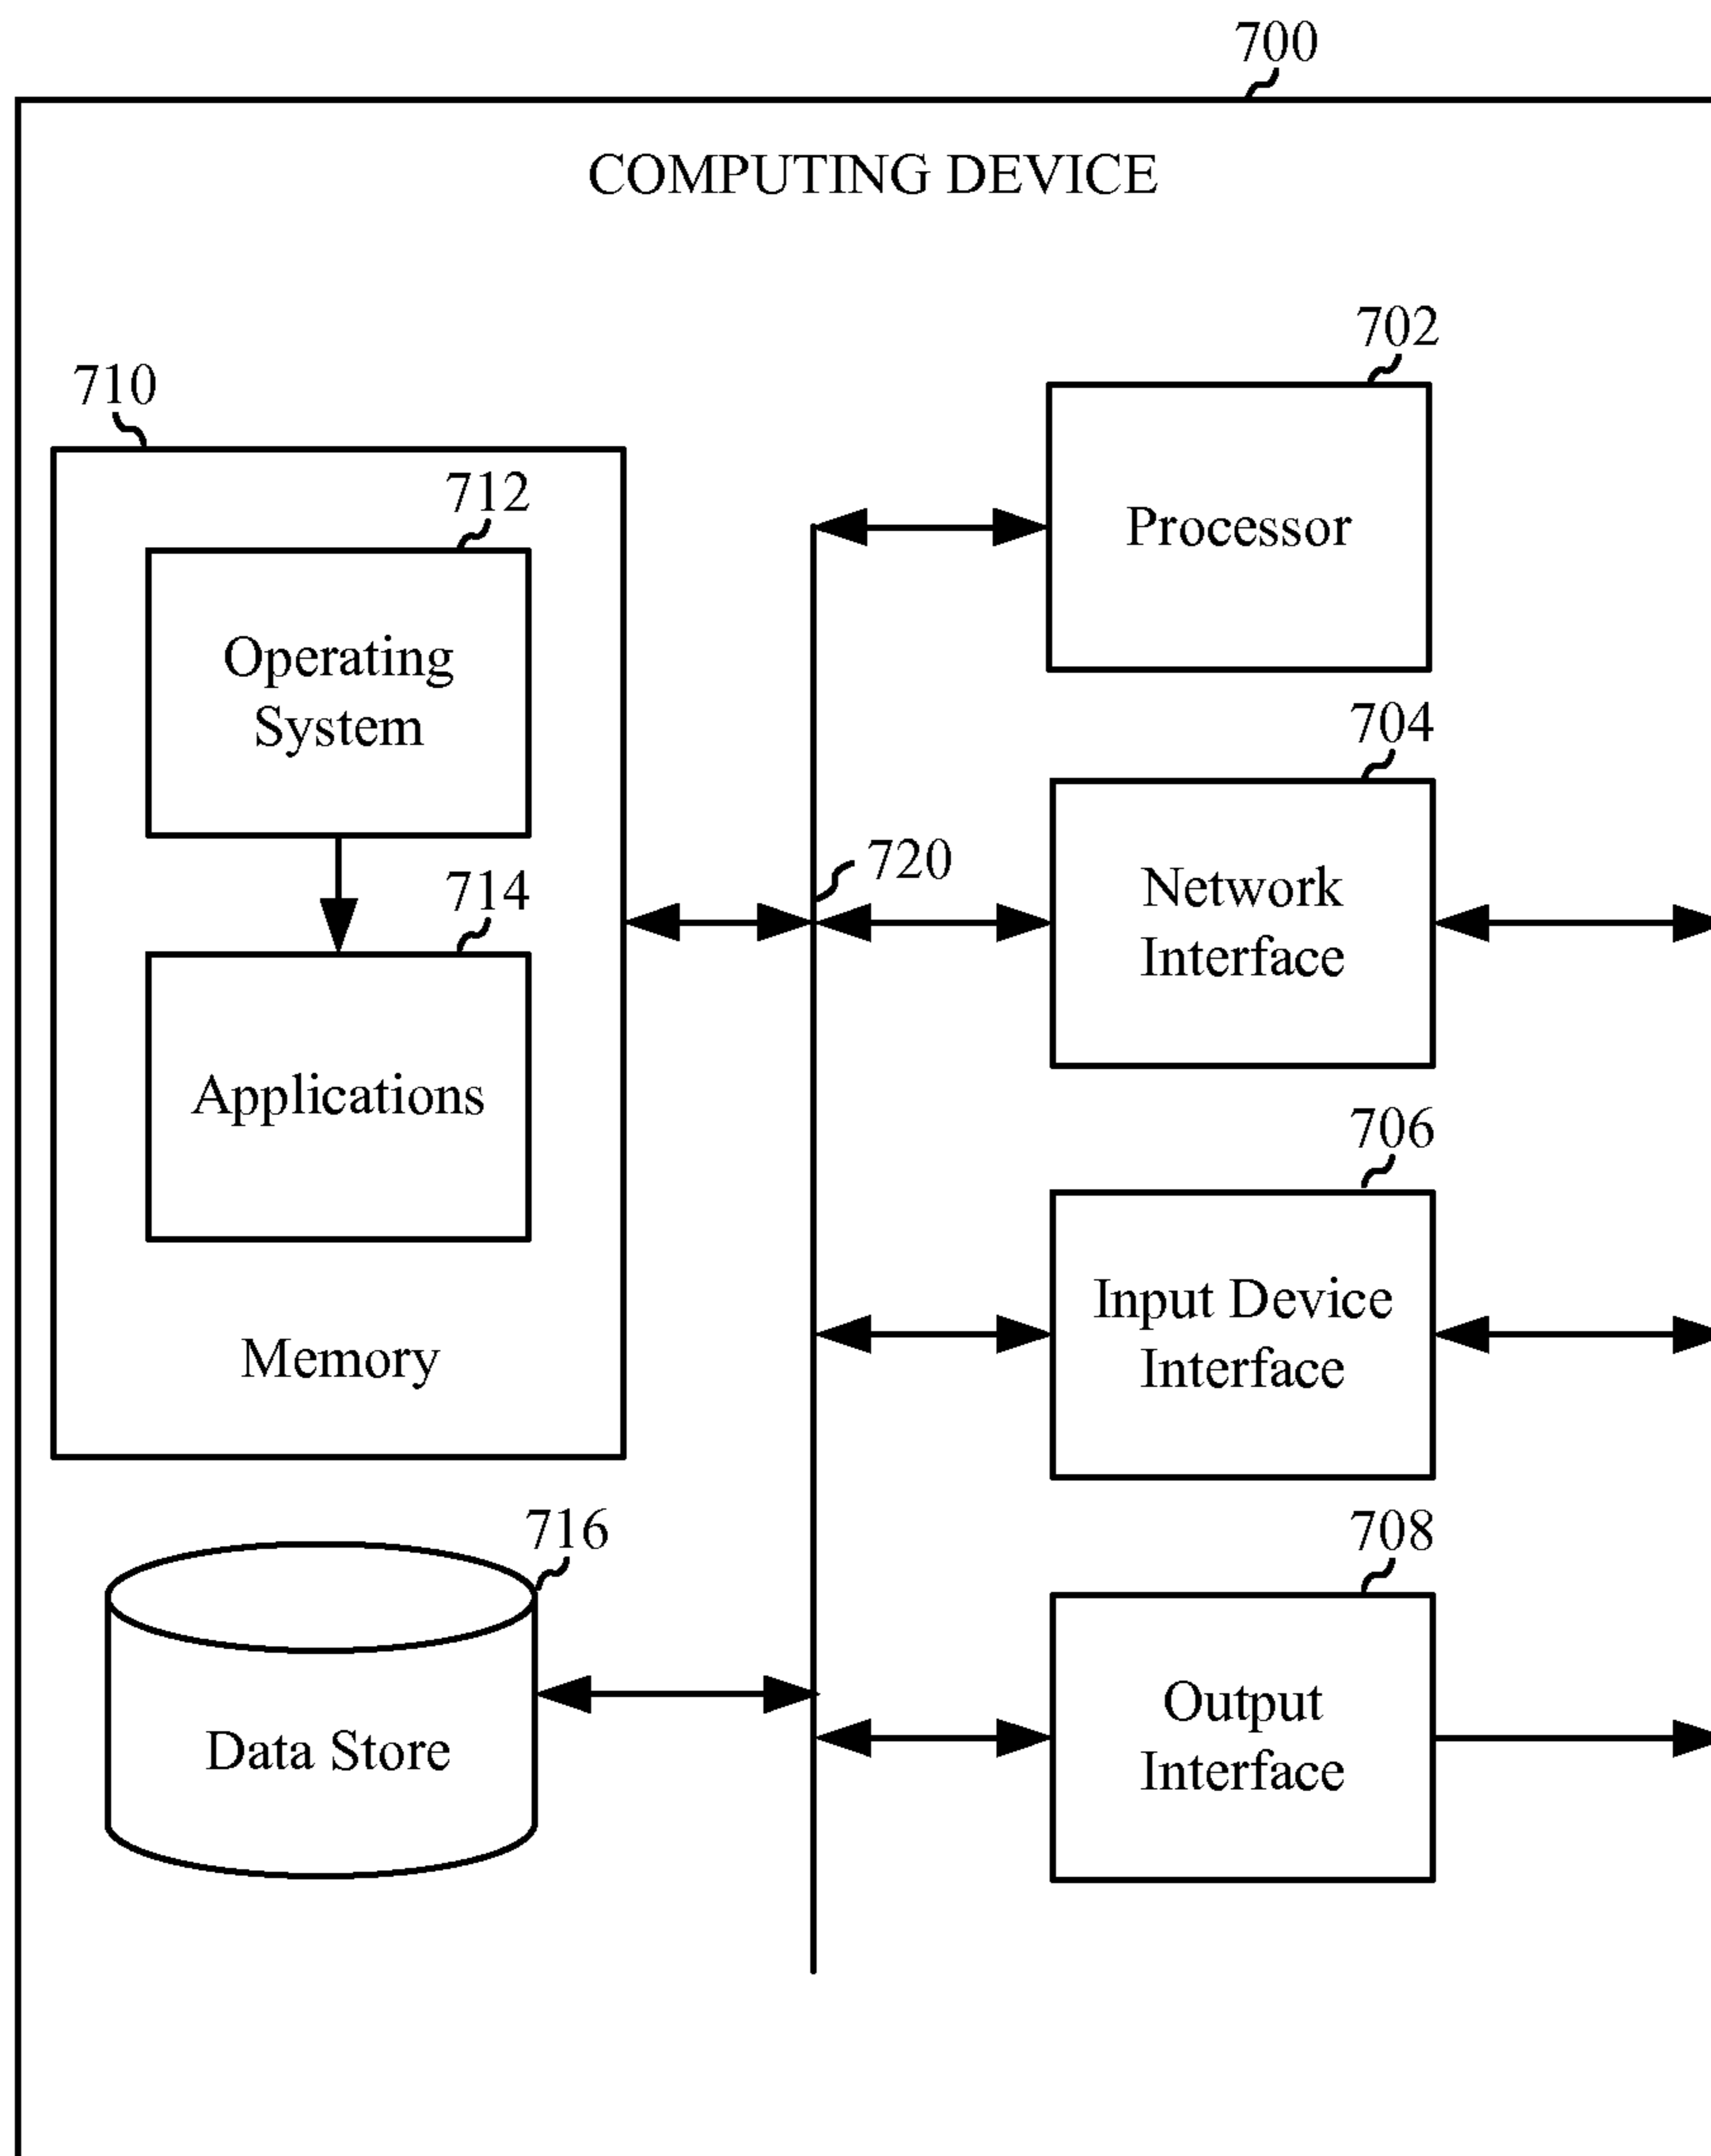 700
COMPUTING DEVICE
702
710
712
Processor
Operating
System
704
720
714
Network
Interface
Applications
706
Input Device
Interface
Memory
716
708
Output
Interface
Data Store